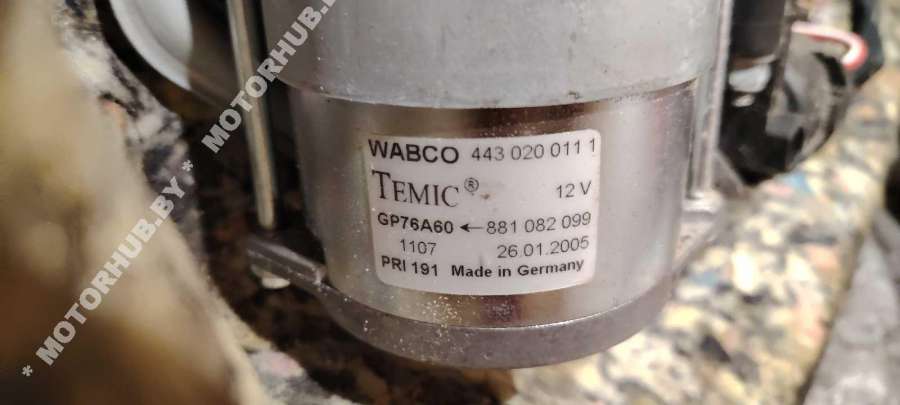 WABCO 443 020 011 1
TEMIC® 12 V
GP76A60 ← 881 082 099
1107 26.01.2005
PRI 191 Made in Germany
* MOTORHUB.BY * MOTORHUB.BY